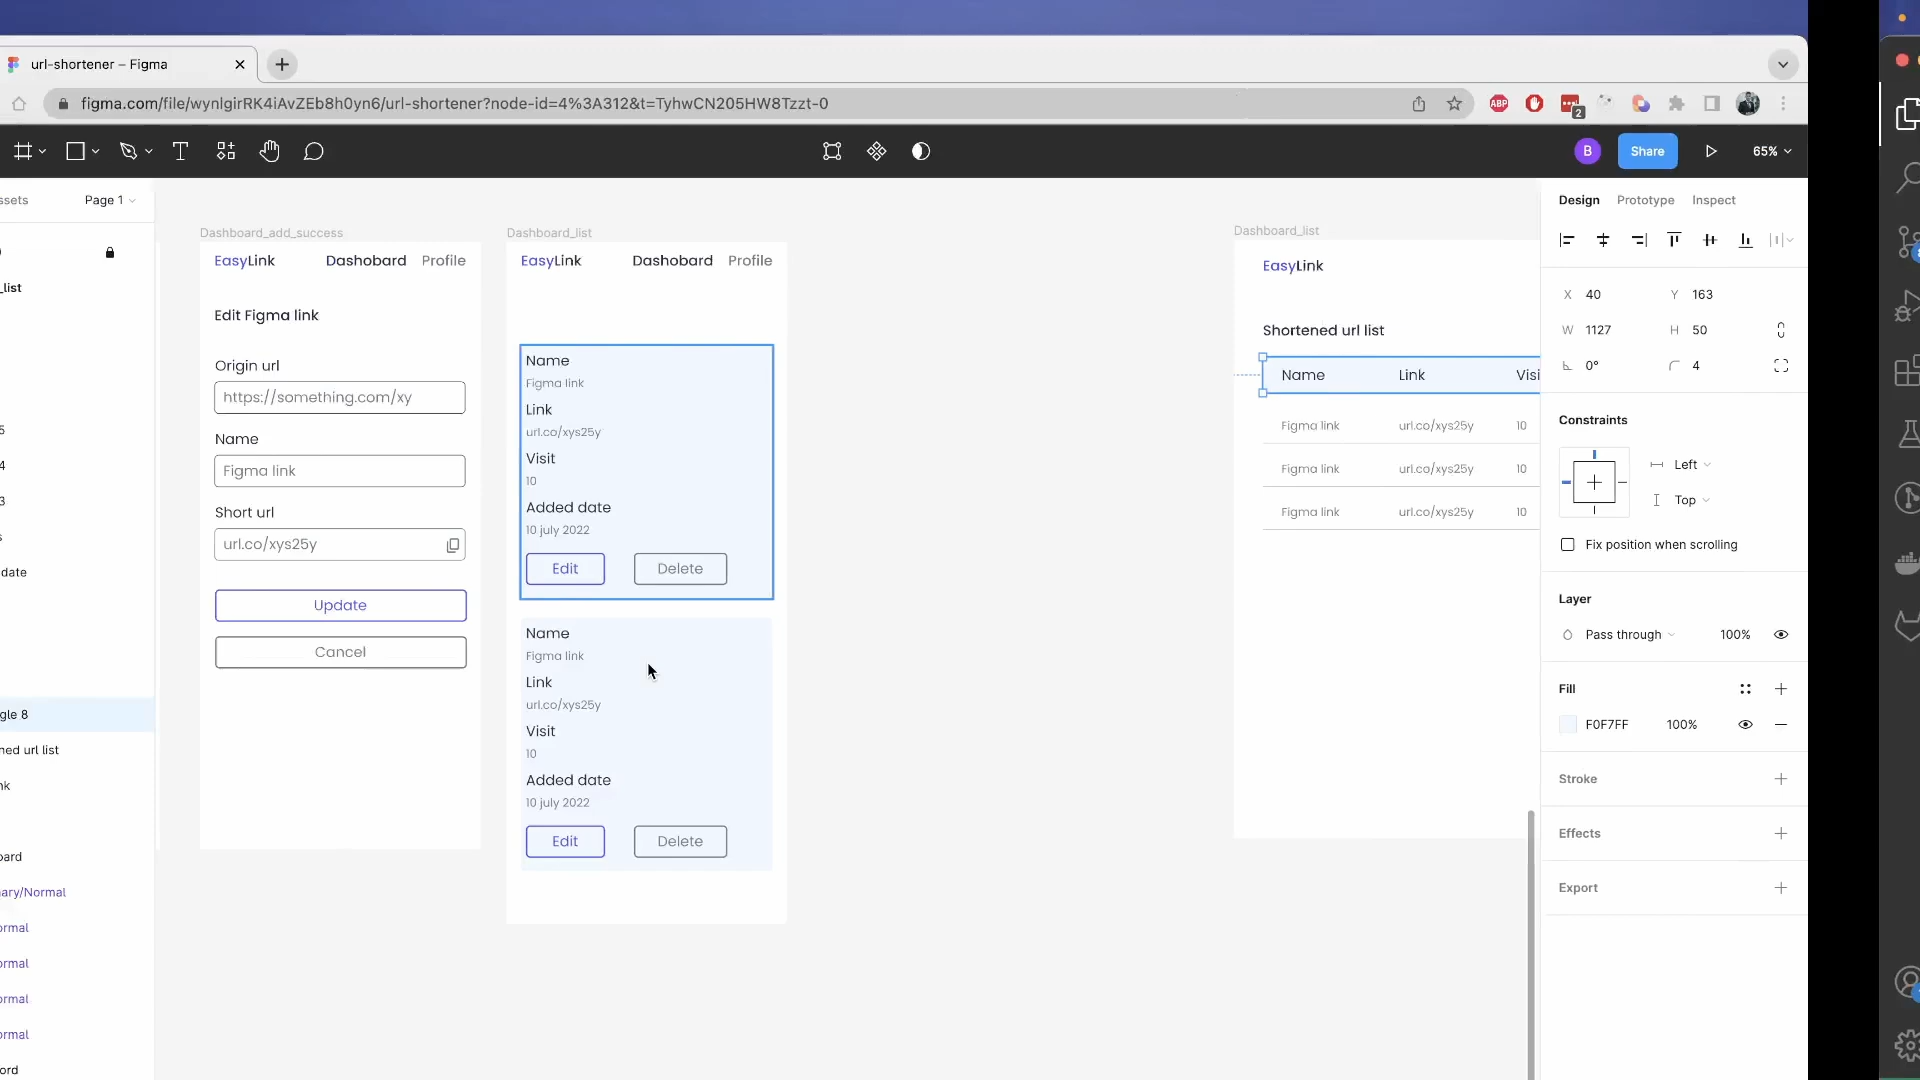 url-shortener – Figma
figma.com/file/wynlgirRK4iAvZEb8h0yn6/url-shortener?node-id=4%3A312&t=TyhwCN205HW8Tzzt-0
ABP
2
B
Share
65%
ssets
Page 1
_list
5
4
3
s
date
gle 8
ned url list
nk
oard
ary/Normal
ormal
ormal
ormal
ormal
ord
Dashboard_add_success
EasyLink
Dashobard
Profile
Edit Figma link
Origin url
https://something.com/xy
Name
Figma link
Short url
url.co/xys25y
Update
Cancel
Dashboard_list
EasyLink
Dashobard
Profile
Name
Figma link
Link
url.co/xys25y
Visit
10
Added date
10 july 2022
Edit
Delete
Name
Figma link
Link
url.co/xys25y
Visit
10
Added date
10 july 2022
Edit
Delete
Dashboard_list
EasyLink
Shortened url list
Name
Link
Visi
Figma link
url.co/xys25y
10
Figma link
url.co/xys25y
10
Figma link
url.co/xys25y
10
Design
Prototype
Inspect
X 40
Y 163
W 1127
H 50
0°
4
Constraints
Left
Top
Fix position when scrolling
Layer
Pass through
100%
Fill
F0F7FF
100%
Stroke
Effects
Export